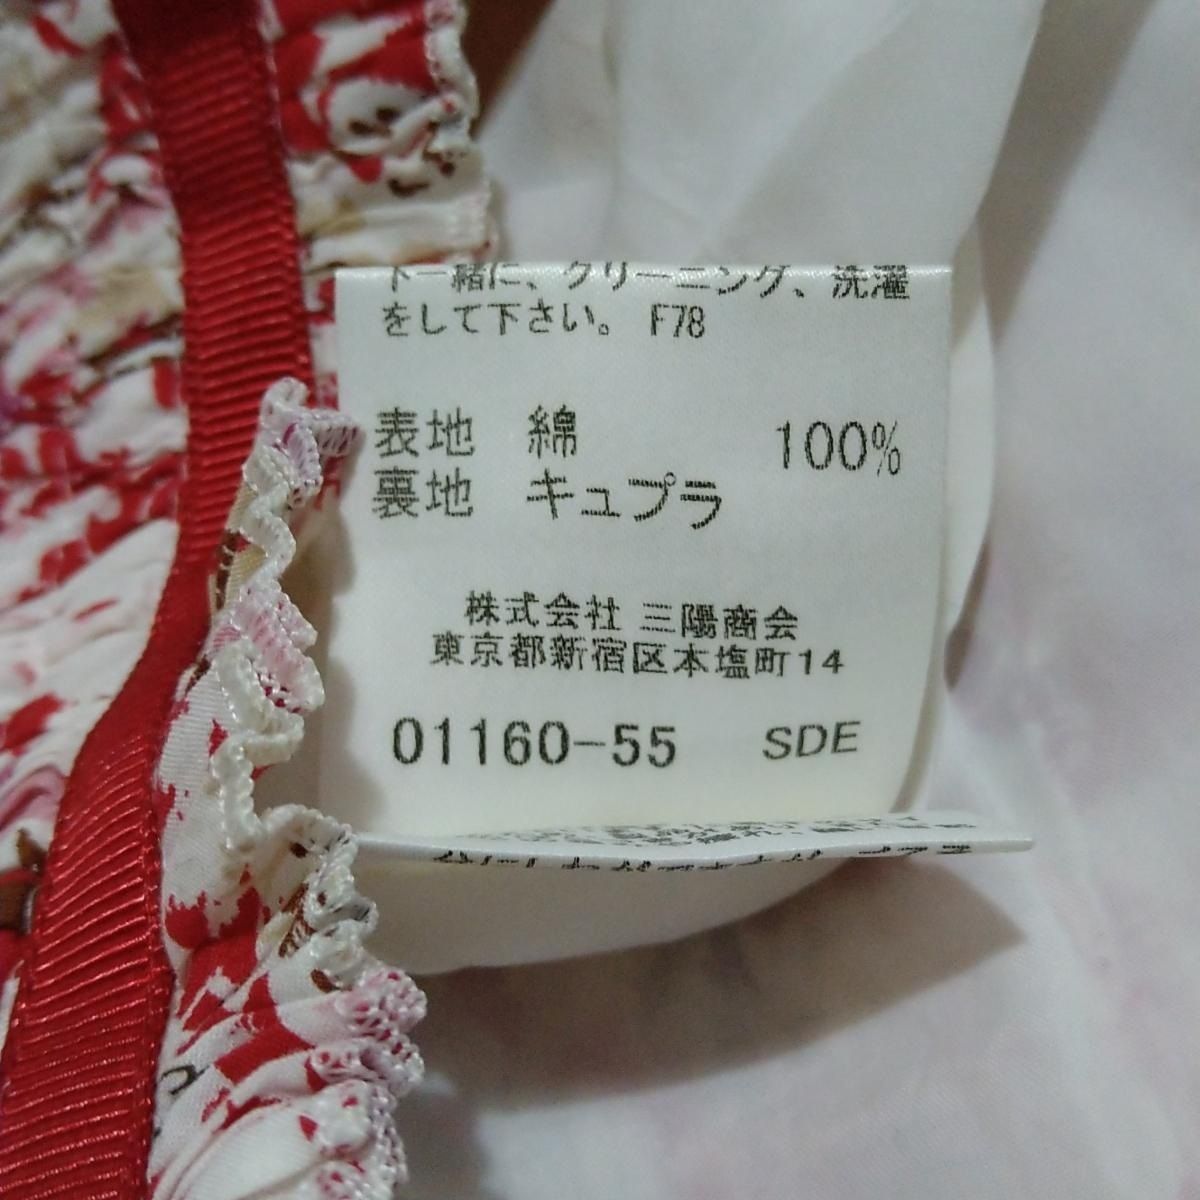 ト一緒に、クリーニング、洗濯
をして下さい。 F78
表地 綿 100%
裏地 キュプラ
株式会社 三陽商会
東京都新宿区本塩町14
01160-55 SDE